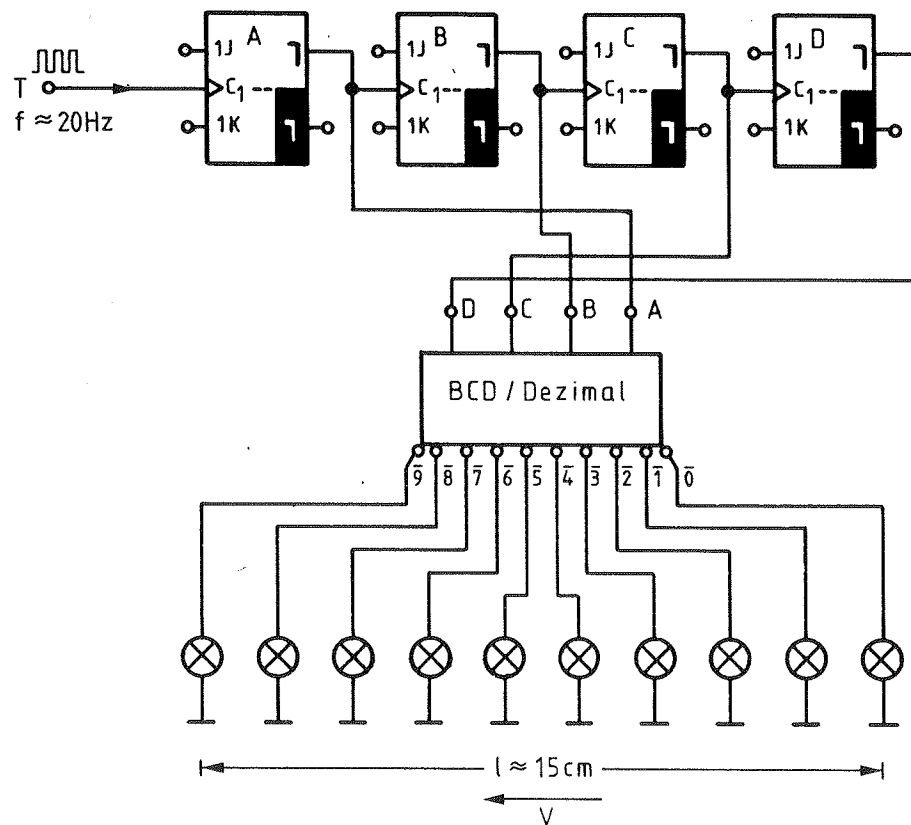 A B C D
1J 1J 1J 1J
T C1 C1 C1 C1
f ≈ 20Hz
1K 1K 1K 1K
D C B A
BCD / Dezimal
9̅ 8̅ 7̅ 6̅ 5̅ 4̅ 3̅ 2̅ 1̅ 0̅
l ≈ 15cm
V